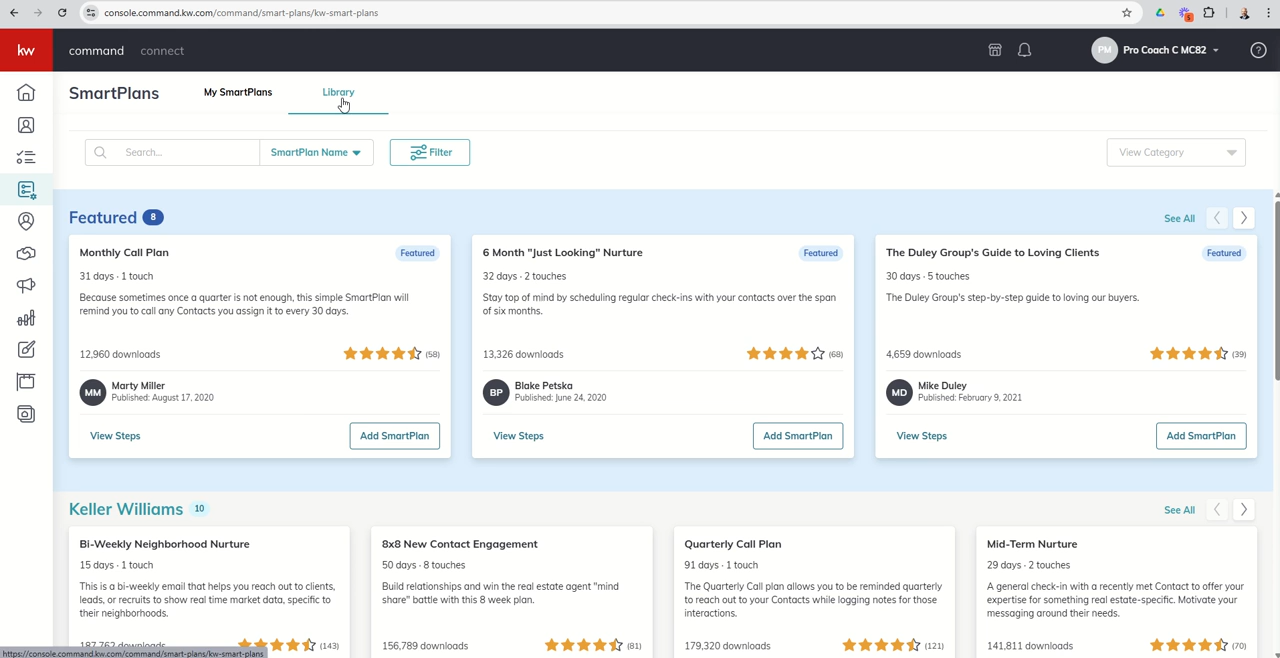 console.command.kw.com/command/smart-plans/kw-smart-plans
5
kw
command
connect
PM
Pro Coach C MC82
?
SmartPlans
My SmartPlans
Library
Search...
SmartPlan Name
Filter
View Category
Featured 8
See All
Monthly Call Plan
Featured
31 days · 1 touch
Because sometimes once a quarter is not enough, this simple SmartPlan will
remind you to call any Contacts you assign it to every 30 days.
12,960 downloads
(58)
MM
Marty Miller
Published: August 17, 2020
View Steps
Add SmartPlan
6 Month "Just Looking" Nurture
Featured
32 days · 2 touches
Stay top of mind by scheduling regular check-ins with your contacts over the span
of six months.
13,326 downloads
(68)
BP
Blake Petska
Published: June 24, 2020
View Steps
Add SmartPlan
The Duley Group's Guide to Loving Clients
Featured
30 days · 5 touches
The Duley Group's step-by-step guide to loving our buyers.
4,659 downloads
(39)
MD
Mike Duley
Published: February 9, 2021
View Steps
Add SmartPlan
Keller Williams 10
See All
Bi-Weekly Neighborhood Nurture
15 days · 1 touch
This is a bi-weekly email that helps you reach out to clients,
leads, or recruits to show real time market data, specific to
their neighborhoods.
187,762 downloads
(143)
8x8 New Contact Engagement
50 days · 8 touches
Build relationships and win the real estate agent "mind
share" battle with this 8 week plan.
156,789 downloads
(81)
Quarterly Call Plan
91 days · 1 touch
The Quarterly Call plan allows you to be reminded quarterly
to reach out to your Contacts while logging notes for those
interactions.
179,320 downloads
(121)
Mid-Term Nurture
29 days · 2 touches
A general check-in with a recently met Contact to offer your
expertise for something real estate-specific. Motivate your
messaging around their needs.
141,811 downloads
(70)
https://console.command.kw.com/command/smart-plans/kw-smart-plans